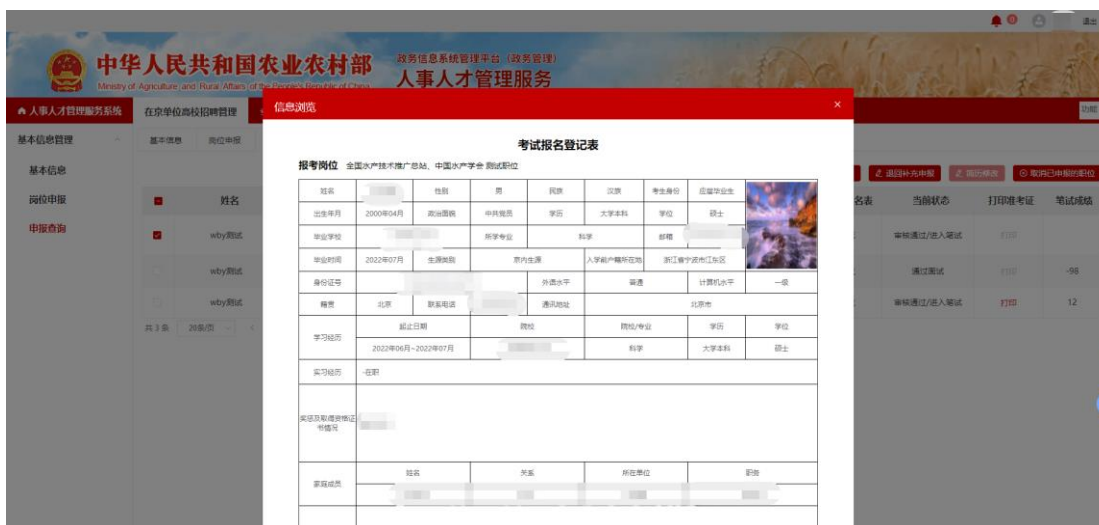 0
退出
中华人民共和国农业农村部
Ministry of Agriculture and Rural Affairs of the People's Republic of China
政务信息系统管理平台（政务管理）
人事人才管理服务
人事人才管理服务系统
在京单位高校招聘管理
信息浏览
×
功能
基本信息管理
基本信息
岗位申报
基本信息
岗位申报
申报查询
退回补充申报
简历修改
取消已申报的职位
姓名
名表
当前状态
打印准考证
笔试成绩
wby测试
审核通过/进入笔试
打印
wby测试
通过面试
打印
-98
wby测试
审核通过/进入笔试
打印
12
共 3 条
20条/页
考试报名登记表
报考岗位 全国水产技术推广总站、中国水产学会 测试职位
姓名 性别 男 民族 汉族 考生身份 应届毕业生
出生年月 2000年04月 政治面貌 中共党员 学历 大学本科 学位 硕士
毕业学校 所学专业 科学 邮箱
毕业时间 2022年07月 生源类别 京内生源 入学前户籍所在地 浙江省宁波市江东区
身份证号 外语水平 普通 计算机水平 一级
籍贯 北京 联系电话 通讯地址 北京市
学习经历 起止日期 院校 院校/专业 学历 学位
2022年06月~2022年07月 科学 大学本科 硕士
实习经历 -在职
奖惩及取得资格证
书情况
家庭成员 姓名 关系 所在单位 职务